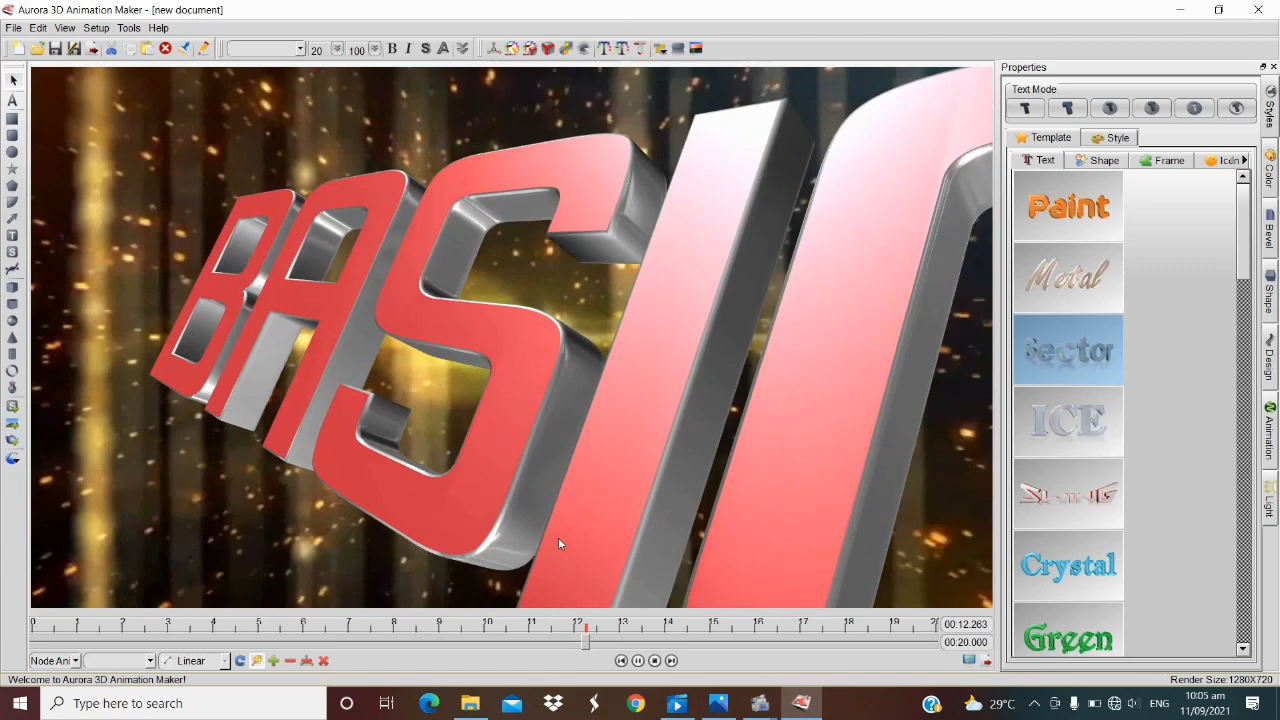 Aurora 3D Animation Maker - [new document]
File Edit View Setup Tools Help
20 100 B I S A
Properties
Text Mode
Template Style
Text Shape Frame
Paint
Metal
Sector
ICE
Crystal
Green
Styles
Color
Bevel
Shape
Design
Animation
Light
BASI
0 1 2 3 4 5 6 7 8 9 10 11 12 13 14 15 16 17 18 19 00:12.263
00:20.000
Node Ani Linear
Welcome to Aurora 3D Animation Maker! Render Size:1280X720
Type here to search 29°C ENG 10:05 am
11/09/2021